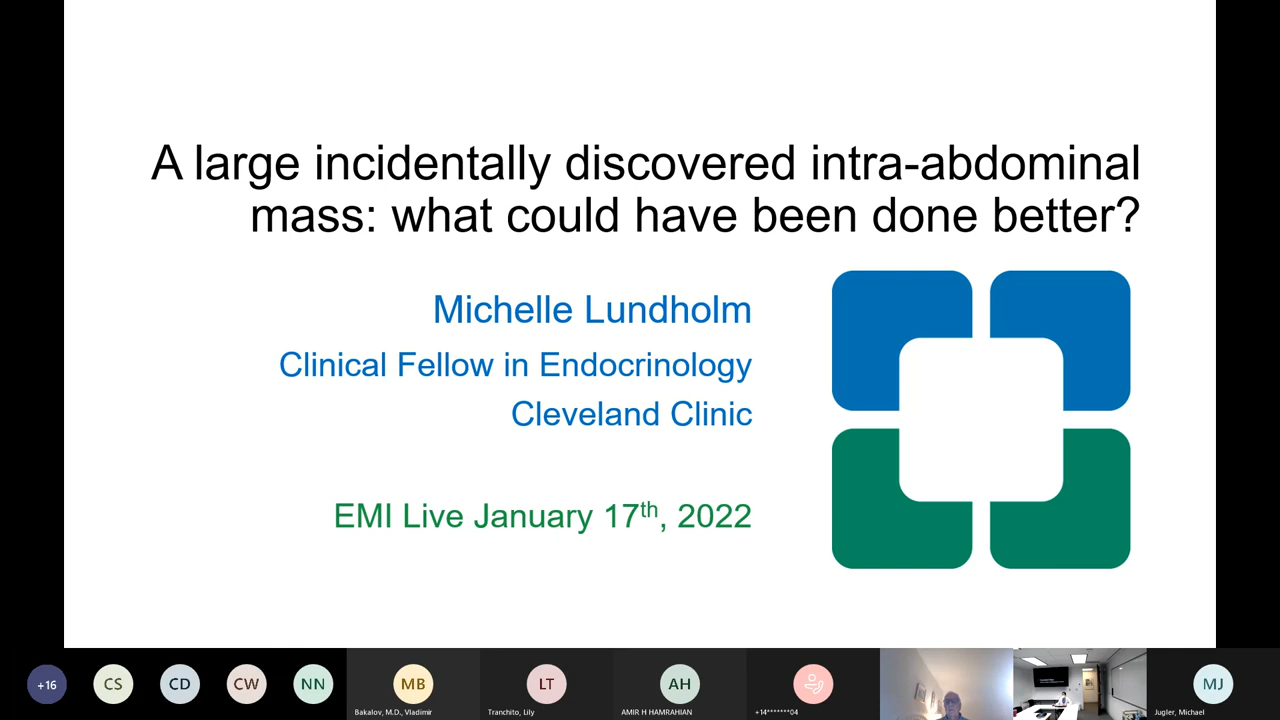 A large incidentally discovered intra-abdominal
mass: what could have been done better?
Michelle Lundholm
Clinical Fellow in Endocrinology
Cleveland Clinic
EMI Live January 17th, 2022
+16
CS
CD
CW
NN
MB
LT
AH
MJ
Bakalov, M.D., Vladimir
Tranchito, Lily
AMIR H HAMRAHIAN
+14*******04
Jugler, Michael